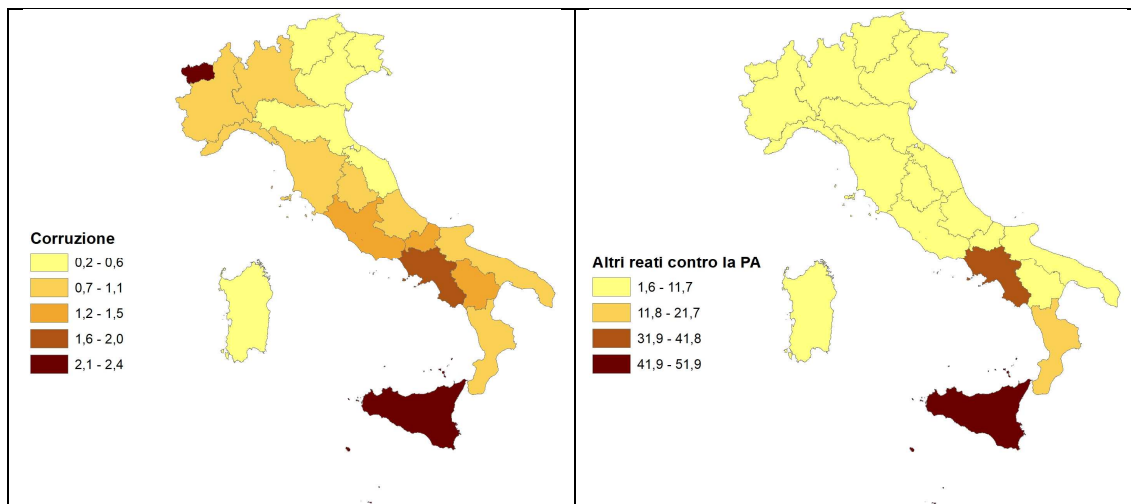 Corruzione
0,2 - 0,6
0,7 - 1,1
1,2 - 1,5
1,6 - 2,0
2,1 - 2,4
Altri reati contro la PA
1,6 - 11,7
11,8 - 21,7
31,9 - 41,8
41,9 - 51,9